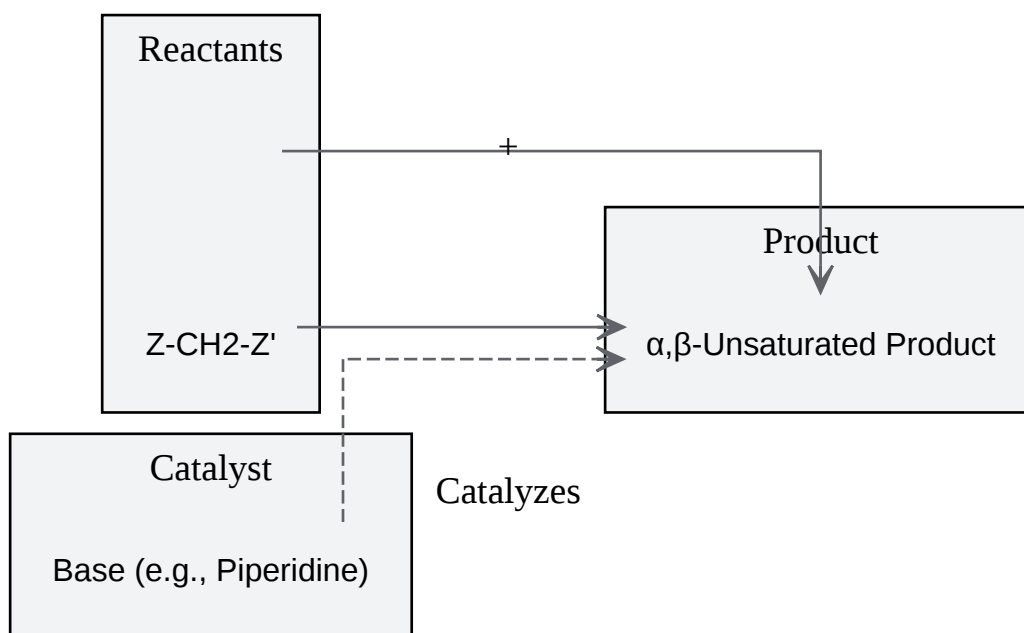 Reactants
+
Product
Z-CH2-Z'
α,β-Unsaturated Product
Catalyst
Catalyzes
Base (e.g., Piperidine)